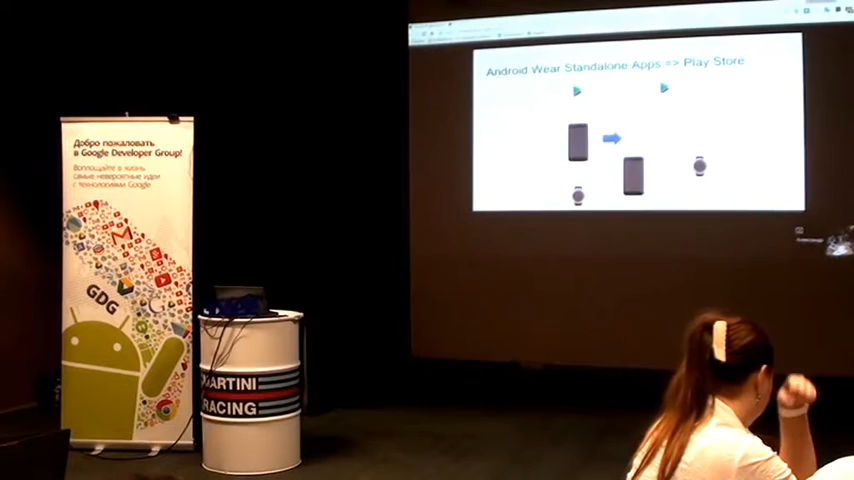 Android Wear Standalone Apps => Play Store
Добро пожаловать
в Google Developer Group!
Воплощайте в жизнь
самые невероятные идеи
с технологиями Google
GDG
MARTINI
RACING